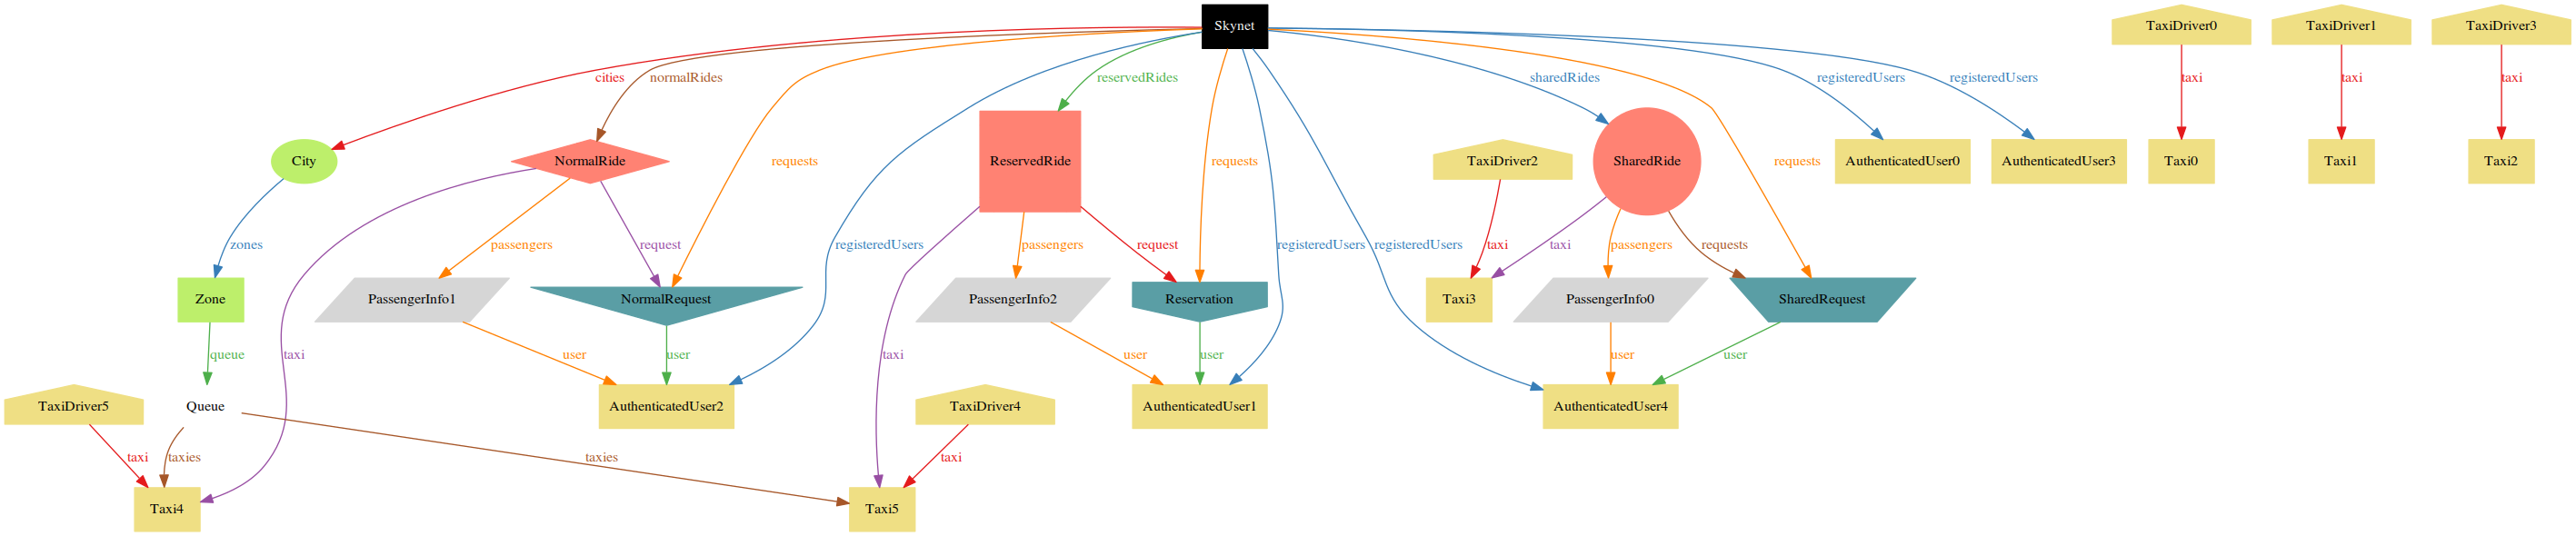 Skynet
TaxiDriver0
TaxiDriver1
TaxiDriver3
cities
normalRides
reservedRides
sharedRides
registeredUsers
registeredUsers
taxi
taxi
taxi
City
NormalRide
requests
ReservedRide
requests
TaxiDriver2
SharedRide
requests
AuthenticatedUser0
AuthenticatedUser3
Taxi0
Taxi1
Taxi2
zones
passengers
request
registeredUsers
passengers
request
registeredUsers
registeredUsers
taxi
taxi
passengers
requests
Zone
PassengerInfo1
NormalRequest
PassengerInfo2
Reservation
Taxi3
PassengerInfo0
SharedRequest
queue
taxi
user
user
taxi
user
user
user
user
TaxiDriver5
Queue
AuthenticatedUser2
TaxiDriver4
AuthenticatedUser1
AuthenticatedUser4
taxi
taxies
taxies
taxi
Taxi4
Taxi5